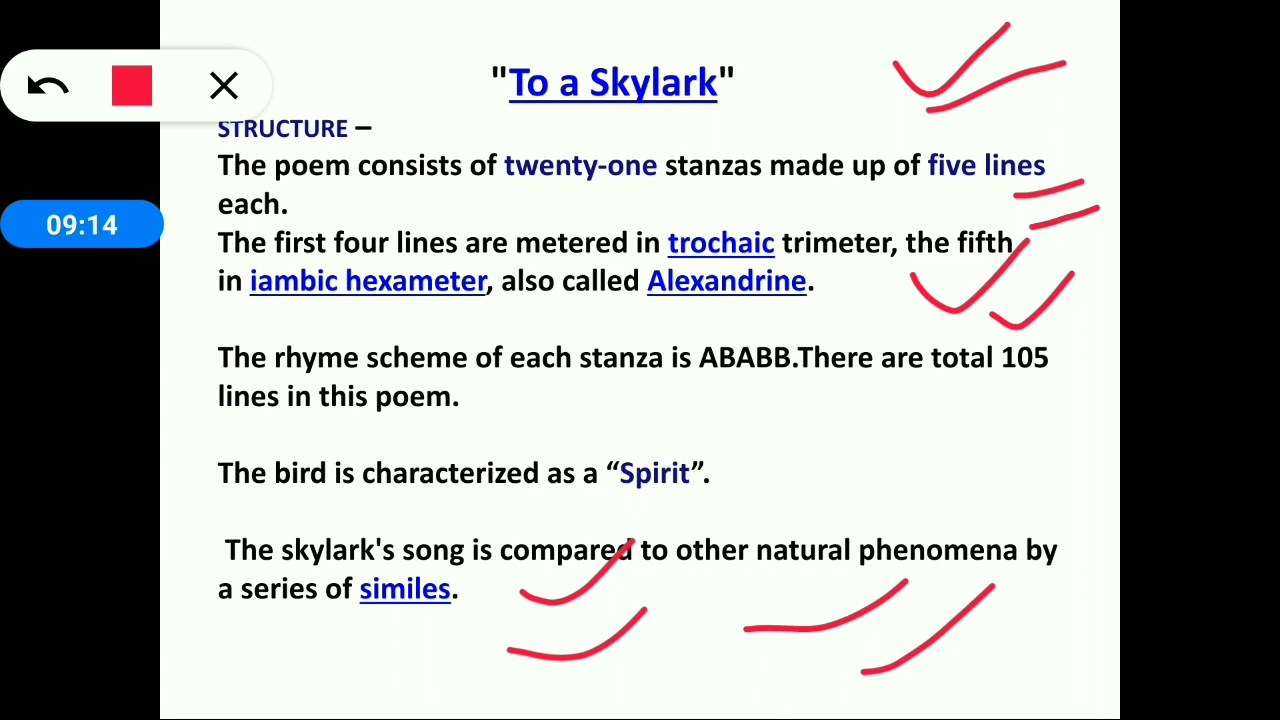 "To a Skylark"
STRUCTURE –
The poem consists of twenty-one stanzas made up of five lines
each.
09:14
The first four lines are metered in trochaic trimeter, the fifth
in iambic hexameter, also called Alexandrine.
The rhyme scheme of each stanza is ABABB.There are total 105
lines in this poem.
The bird is characterized as a “Spirit”.
The skylark's song is compared to other natural phenomena by
a series of similes.